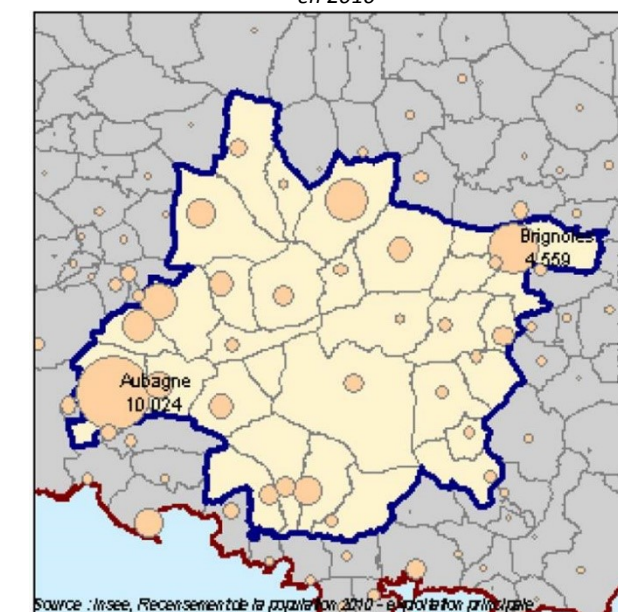 en 2010
Brignoles
4 559
Aubagne
10 024
Source : Insee, Recensement de la population 2010 - exploitation principale